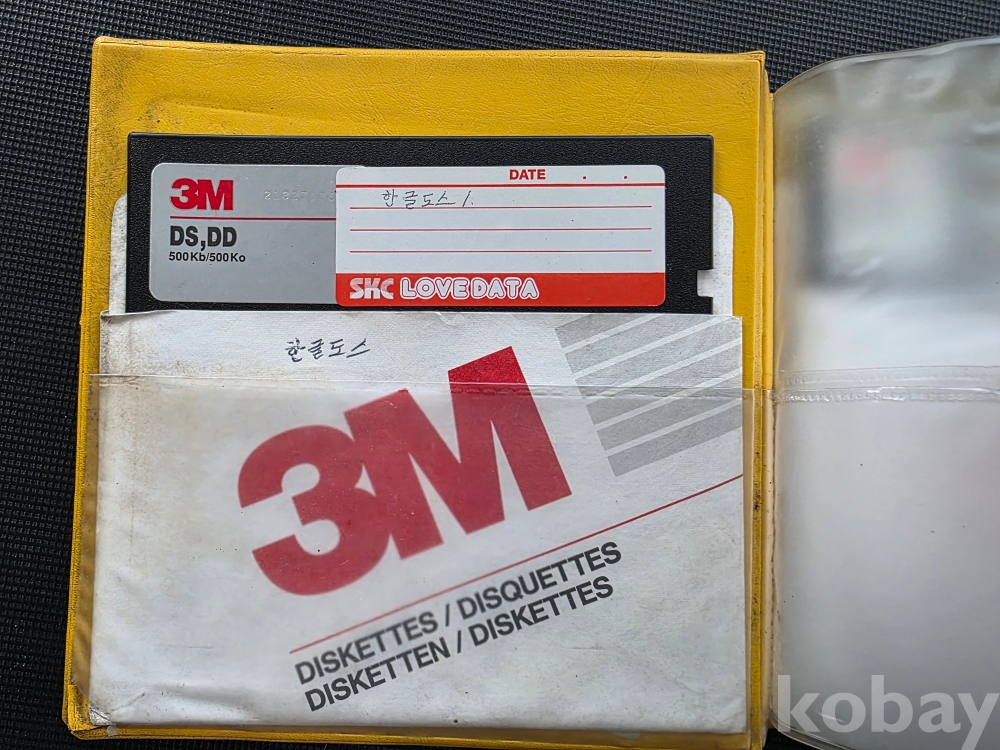 3M
DS,DD
500Kb/500Ko
DATE . .
한글도스 1.
SKC LOVEDATA
한글도스
3M
DISKETTES / DISQUETTES
DISKETTEN / DISKETTES
kobay